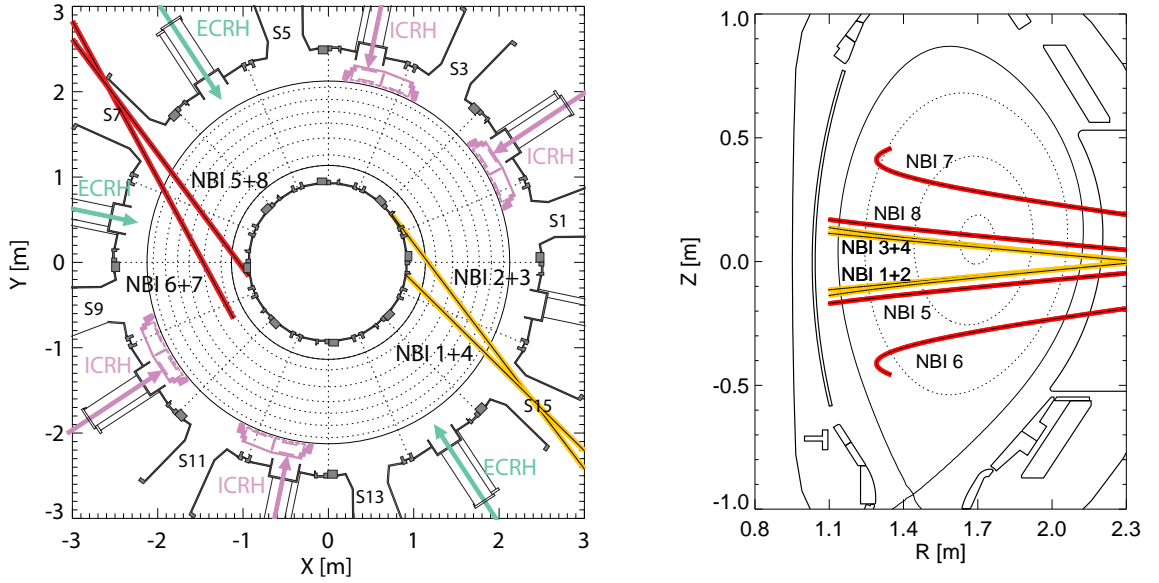 3
2
1
0
-1
-2
-3
Y [m]
-3
-2
-1
0
1
2
3
X [m]
ECRH
S5
ICRH
S3
S7
ICRH
NBI 5+8
ECRH
S1
NBI 6+7
NBI 2+3
S9
NBI 1+4
ICRH
S15
S11
ICRH
S13
ECRH
1.0
0.5
0.0
-0.5
-1.0
Z [m]
NBI 7
NBI 8
NBI 3+4
NBI 1+2
NBI 5
NBI 6
0.8
1.1
1.4
1.7
2.0
2.3
R [m]